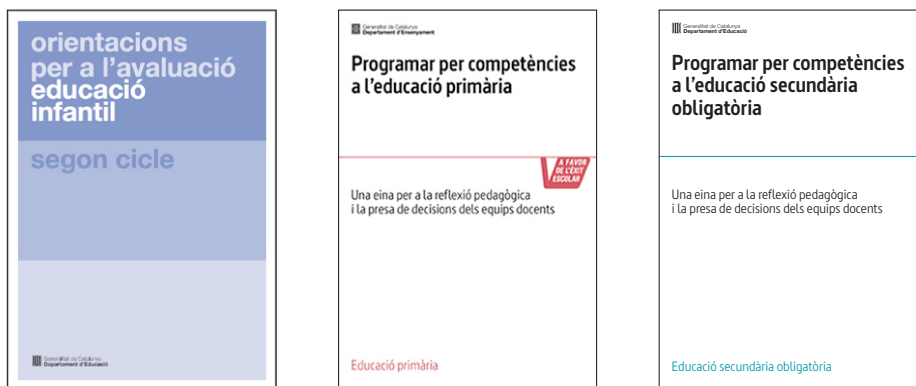 orientacions
per a l'avaluació
educació
infantil
segon cicle
Generalitat de Catalunya
Departament d'Educació
Generalitat de Catalunya
Departament d'Ensenyament
Programar per competències
a l'educació primària
A FAVOR
DE L'ÈXIT
ESCOLAR
Una eina per a la reflexió pedagògica
i la presa de decisions dels equips docents
Educació primària
Generalitat de Catalunya
Departament d'Educació
Programar per competències
a l'educació secundària
obligatòria
Una eina per a la reflexió pedagògica
i la presa de decisions dels equips docents
Educació secundària obligatòria